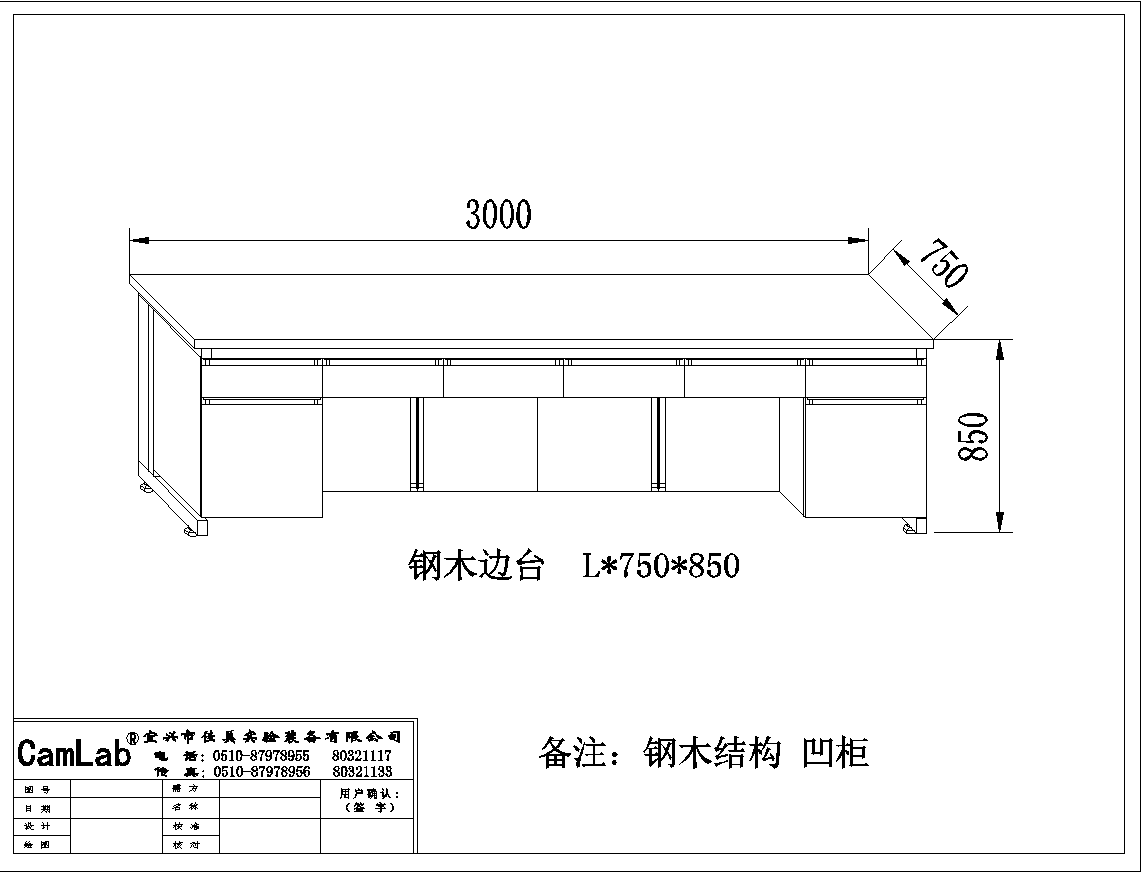 3000
750
850
钢木边台 L*750*850
备注：钢木结构 凹柜
CamLab® 宜兴市佳具实验装备有限公司
电 话：0510-87978955 80321117
传 真：0510-87978956 80321133
图 号 需 方 用户确认：
日 期 名 称 （签 字）
设 计 校 准
绘 图 核 对